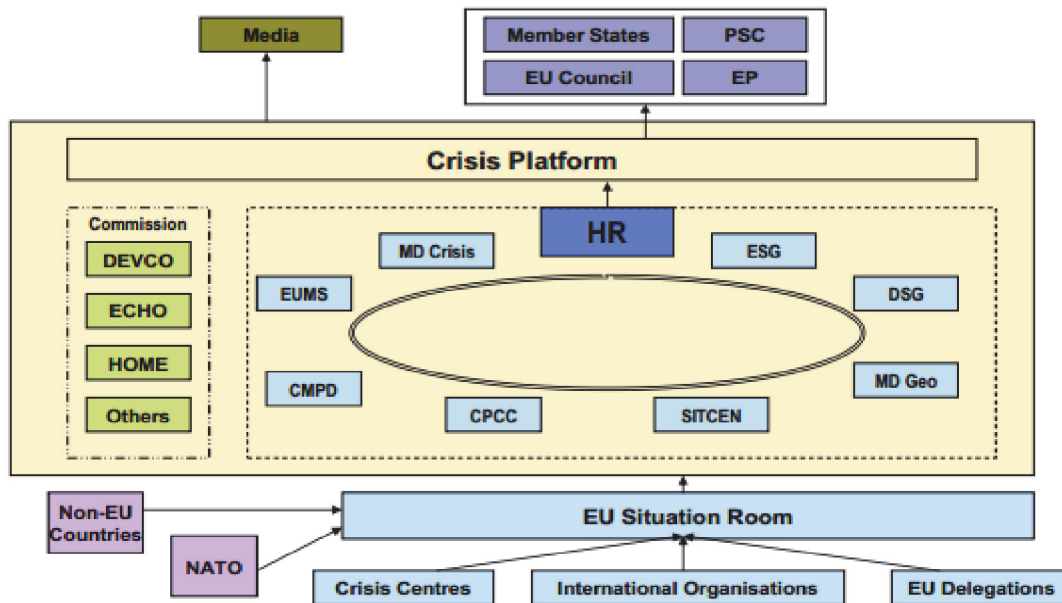 Media
Member States
PSC
EU Council
EP
Crisis Platform
Commission
DEVCO
ECHO
HOME
Others
HR
MD Crisis
ESG
EUMS
DSG
CMPD
MD Geo
CPCC
SITCEN
Non-EU
Countries
NATO
EU Situation Room
Crisis Centres
International Organisations
EU Delegations